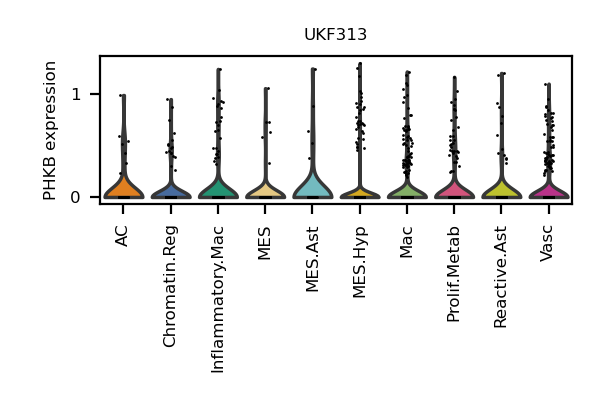 UKF313
PHKB expression
1
0
AC
Chromatin.Reg
Inflammatory.Mac
MES
MES.Ast
MES.Hyp
Mac
Prolif.Metab
Reactive.Ast
Vasc